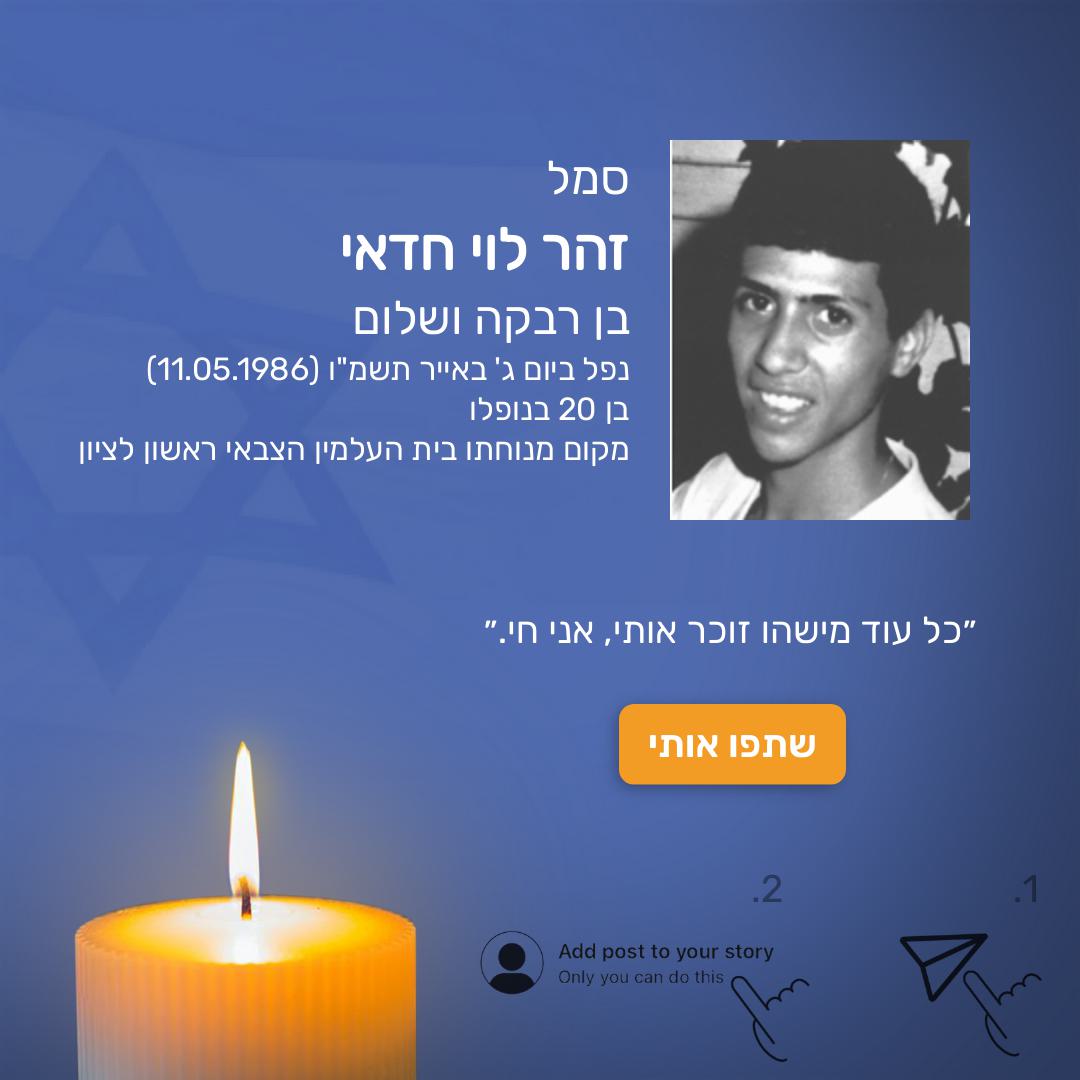 סמל
זהר לוי חדאי
בן רבקה ושלום
נפל ביום ג' באייר תשמ"ו (11.05.1986)
בן 20 בנופלו
מקום מנוחתו בית העלמין הצבאי ראשון לציון
״כל עוד מישהו זוכר אותי, אני חי.״
שתפו אותי
1.
2.
Add post to your story
Only you can do this